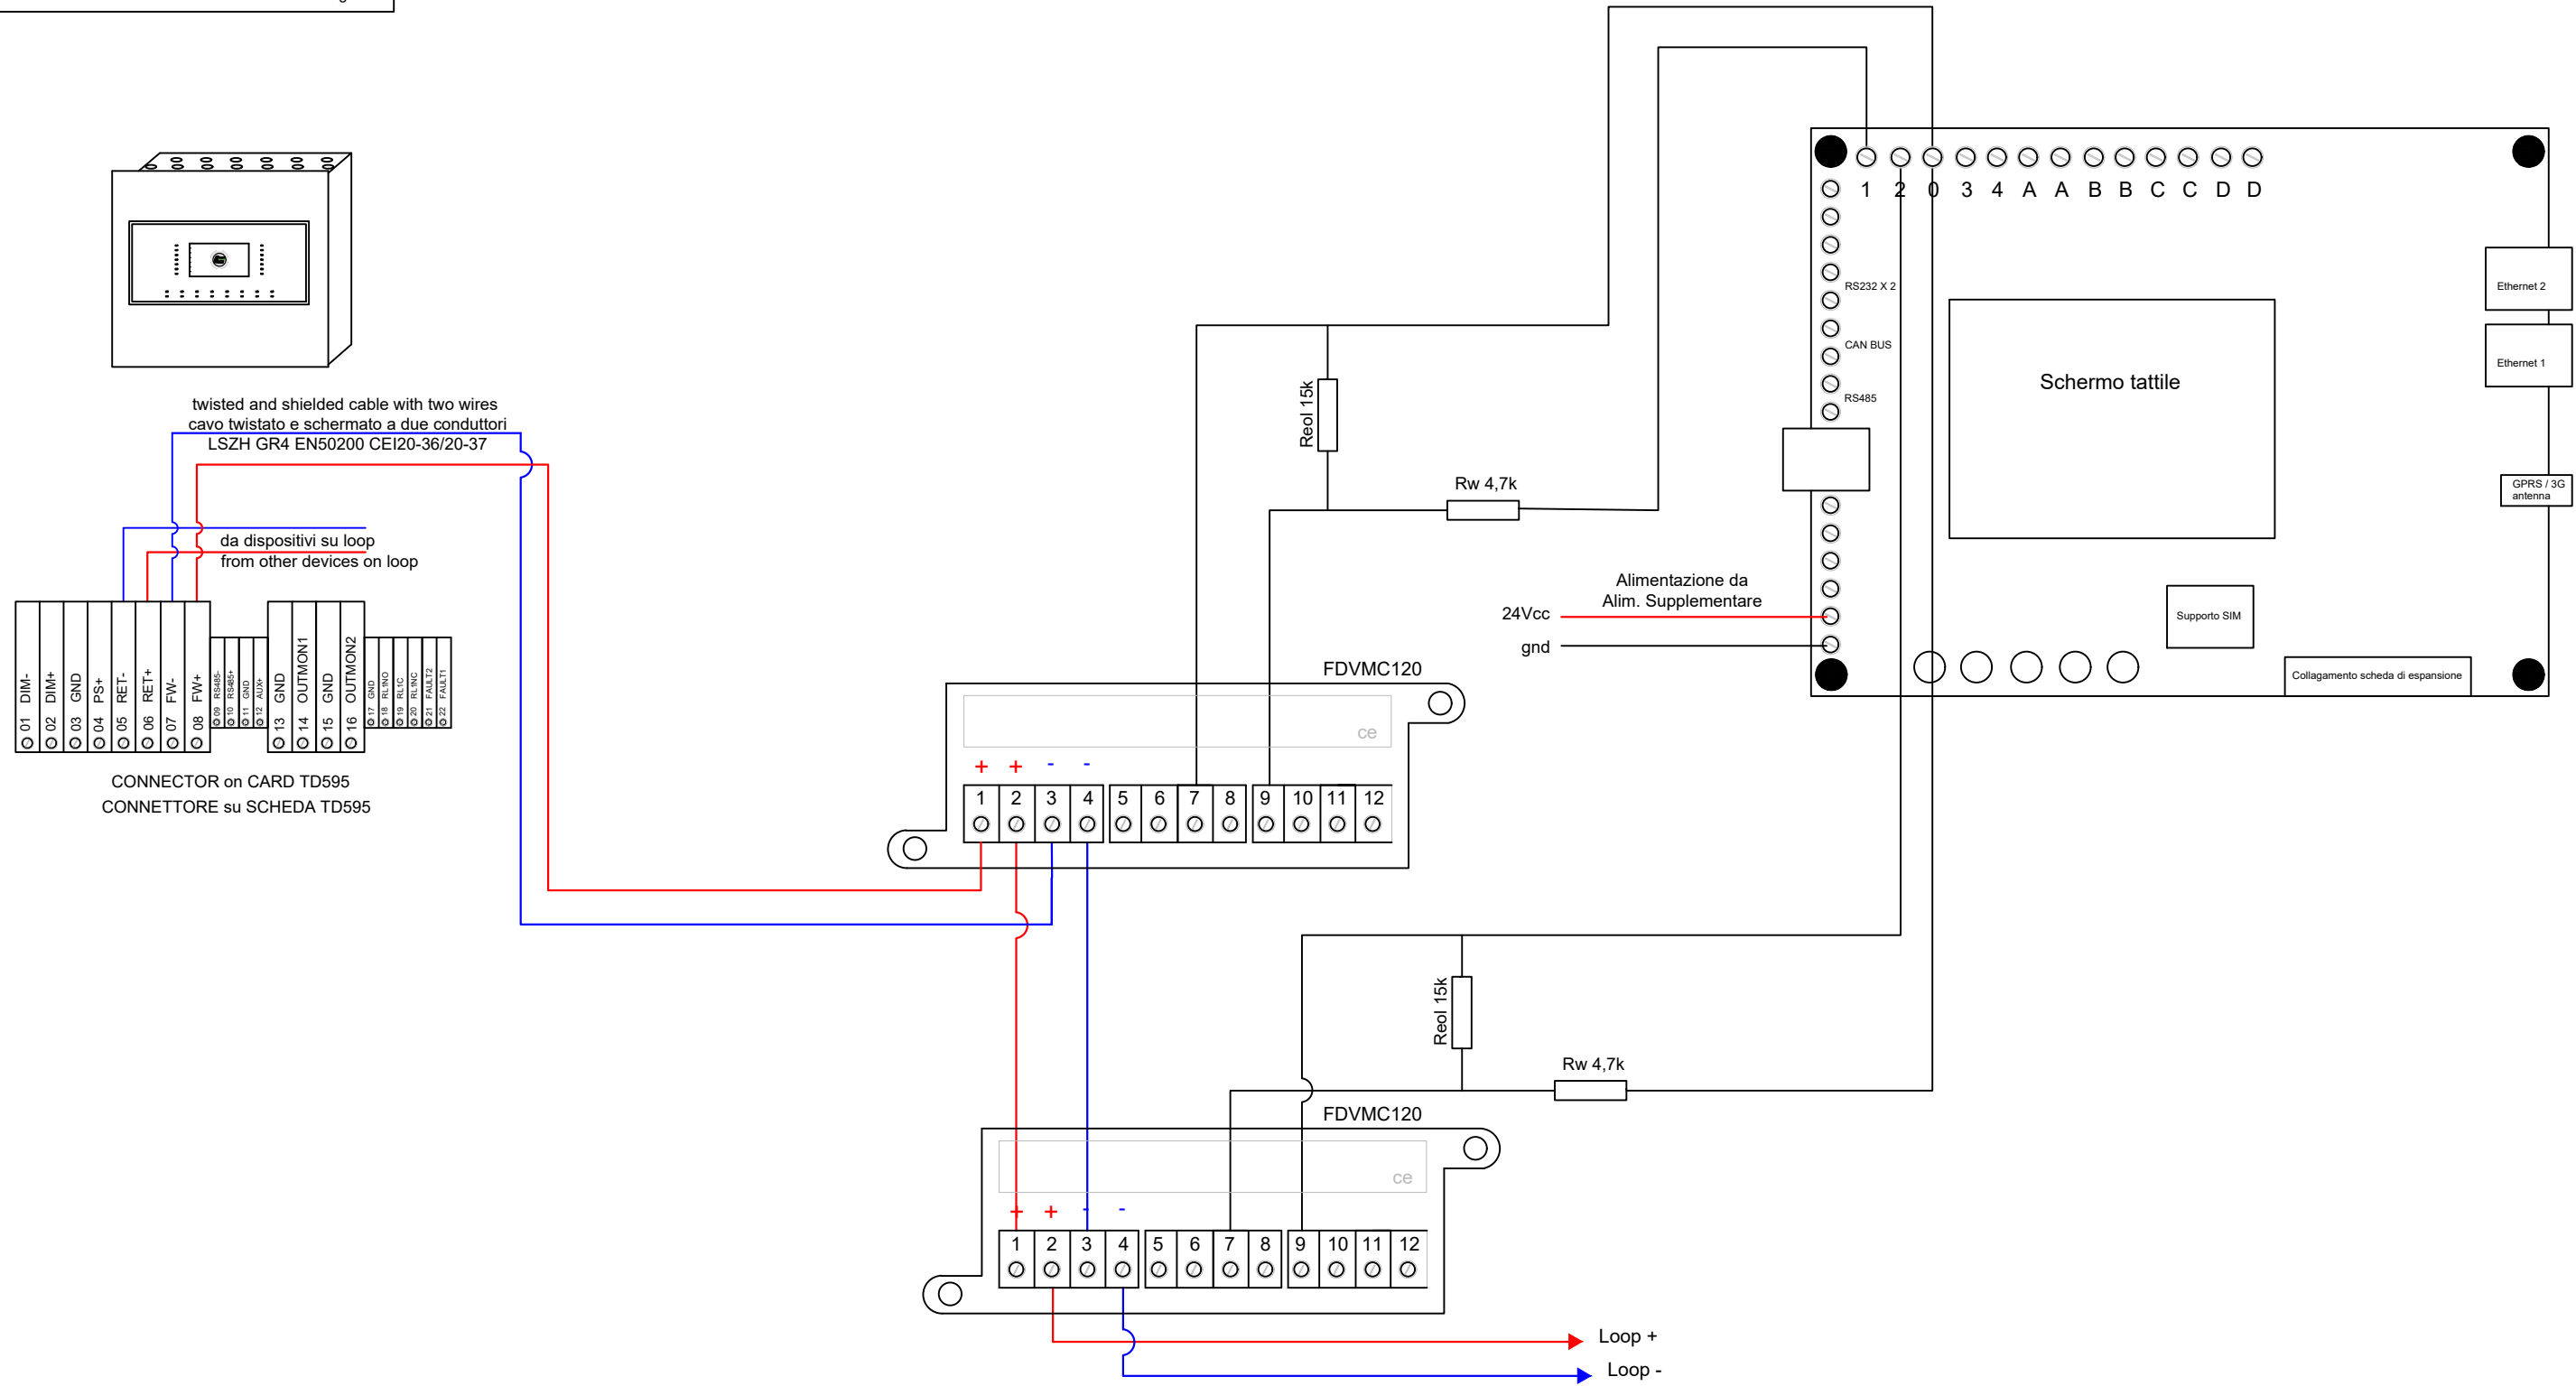 1 2 0 3 4 A A B B C C D D
RS232 X 2
CAN BUS
RS485
Schermo tattile
Ethernet 2
Ethernet 1
GPRS / 3G
antenna
Supporto SIM
Collagamento scheda di espansione
twisted and shielded cable with two wires
cavo twistato e schermato a due conduttori
LSZH GR4 EN50200 CEI20-36/20-37
da dispositivi su loop
from other devices on loop
01 DIM-
02 DIM+
03 GND
04 PS+
05 RET-
06 RET+
07 FW-
08 FW+
09 RS485-
10 RS485+
11 GND
12 AUX+
13 GND
14 OUTMON1
15 GND
16 OUTMON2
17 GND
18 RL1NO
19 RL1C
20 RL1NC
21 FAULT2
22 FAULT1
CONNECTOR on CARD TD595
CONNETTORE su SCHEDA TD595
Reol 15k
Rw 4,7k
Alimentazione da
Alim. Supplementare
24Vcc
gnd
FDVMC120
ce
+ + - -
1 2 3 4 5 6 7 8 9 10 11 12
Reol 15k
Rw 4,7k
FDVMC120
ce
+ + - -
1 2 3 4 5 6 7 8 9 10 11 12
Loop +
Loop -